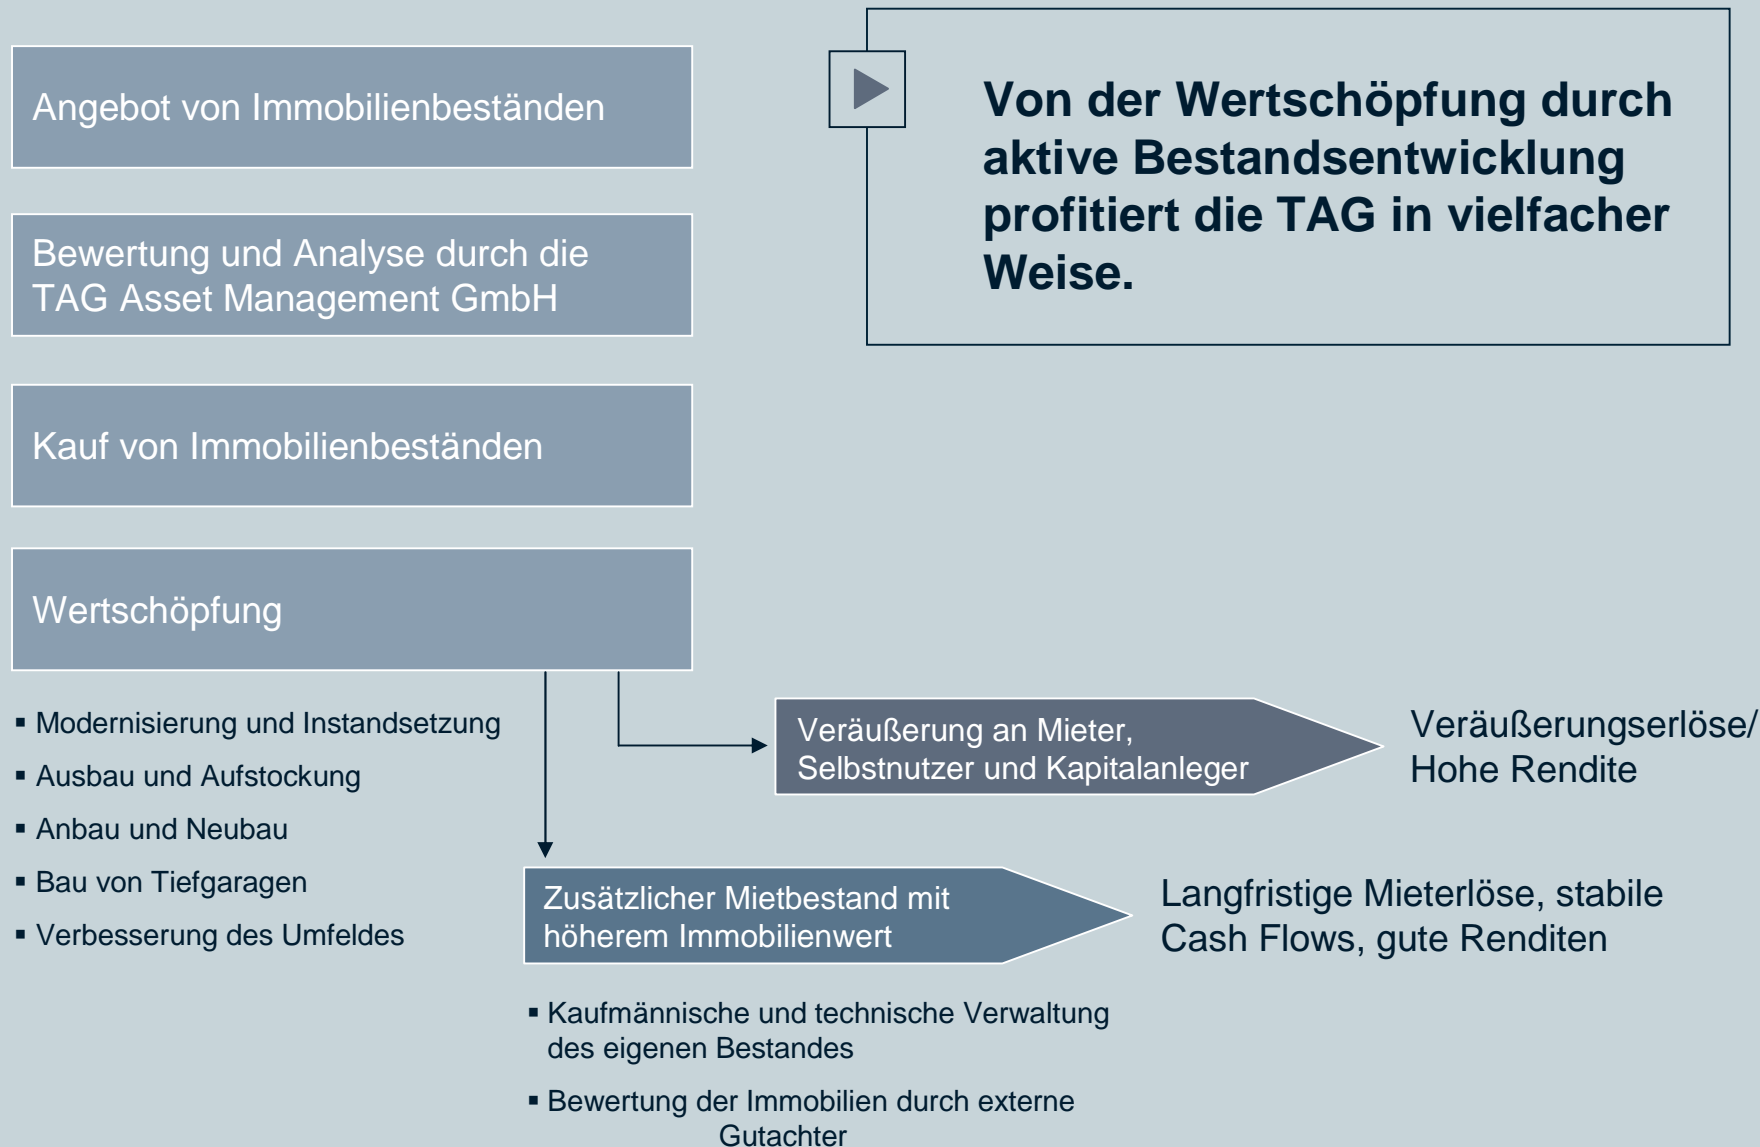 Angebot von Immobilienbeständen
Von der Wertschöpfung durch
aktive Bestandsentwicklung
profitiert die TAG in vielfacher
Weise.
Bewertung und Analyse durch die
TAG Asset Management GmbH
Kauf von Immobilienbeständen
Wertschöpfung
▪ Modernisierung und Instandsetzung
▪ Ausbau und Aufstockung
▪ Anbau und Neubau
▪ Bau von Tiefgaragen
▪ Verbesserung des Umfeldes
Veräußerung an Mieter,
Selbstnutzer und Kapitalanleger
Veräußerungserlöse/
Hohe Rendite
Zusätzlicher Mietbestand mit
höherem Immobilienwert
Langfristige Mieterlöse, stabile
Cash Flows, gute Renditen
▪ Kaufmännische und technische Verwaltung
des eigenen Bestandes
▪ Bewertung der Immobilien durch externe
Gutachter